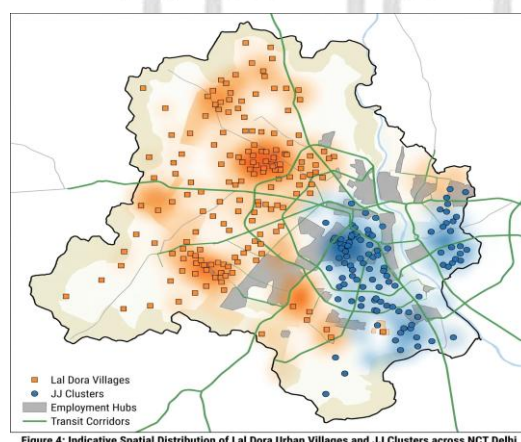 Lal Dora Villages
JJ Clusters
Employment Hubs
Transit Corridors
Figure 4: Indicative Spatial Distribution of Lal Dora Urban Villages and JJ Clusters across NCT Delhi